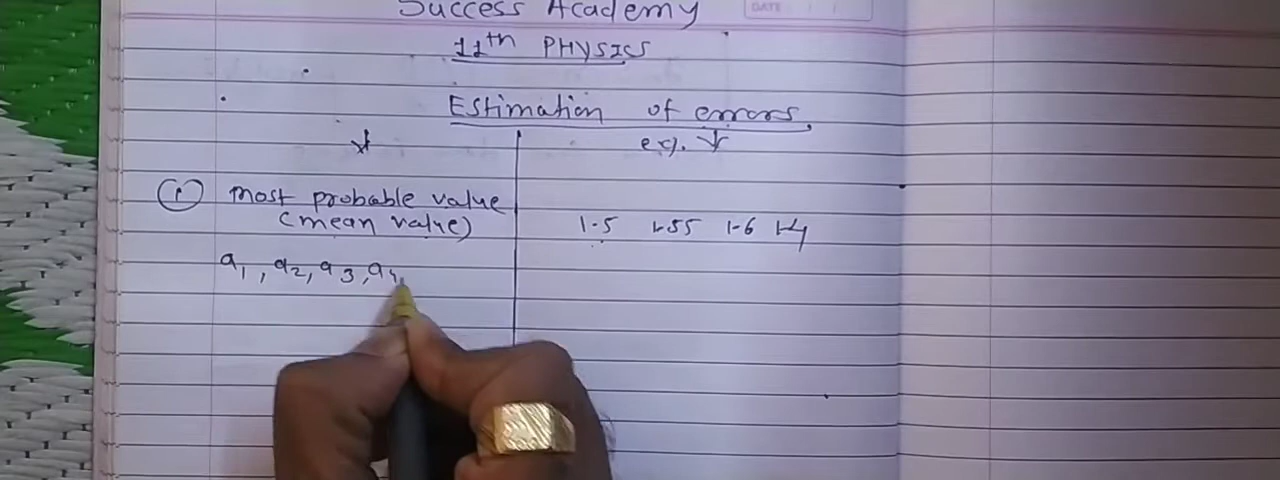 Success Academy
DATE
11th PHYSICS
Estimation of errors.
ex.
1 most probable value
(mean value)
1.5 1.55 1.6 1.4
a1, a2, a3, a4